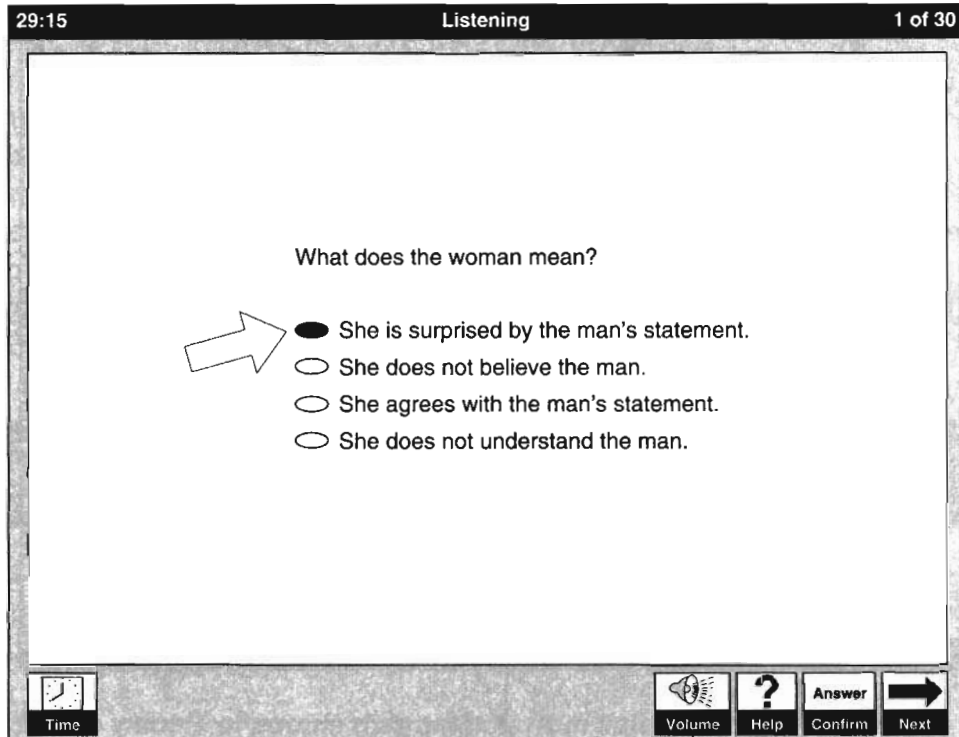 29:15 Listening 1 of 30
What does the woman mean?
She is surprised by the man's statement.
She does not believe the man.
She agrees with the man's statement.
She does not understand the man.
Time Volume ? Help Answer Confirm Next